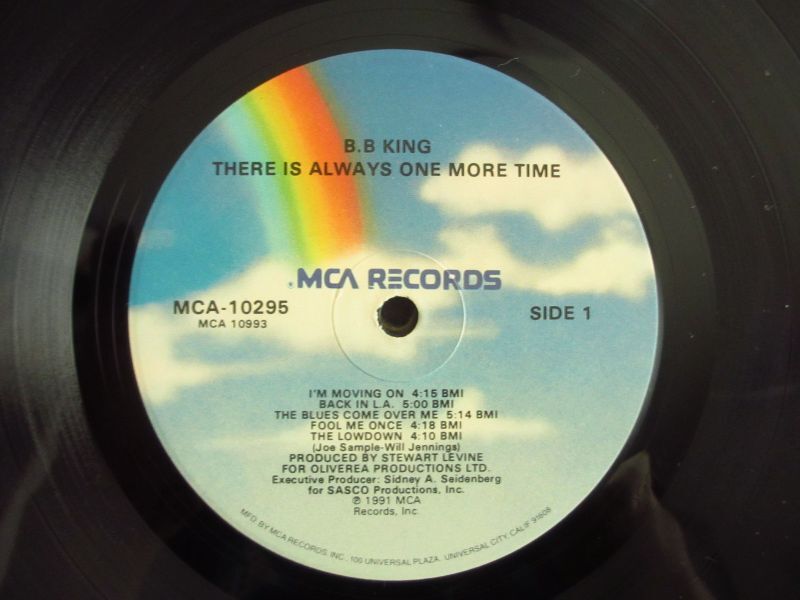 B.B KING
THERE IS ALWAYS ONE MORE TIME
MCA RECORDS
MCA-10295
MCA 10993
SIDE 1
I'M MOVING ON 4:15 BMI
BACK IN L.A. 5:00 BMI
THE BLUES COME OVER ME 5:14 BMI
FOOL ME ONCE 4:18 BMI
THE LOWDOWN 4:10 BMI
(Joe Sample-Will Jennings)
PRODUCED BY STEWART LEVINE
FOR OLIVEREA PRODUCTIONS LTD.
Executive Producer: Sidney A. Seidenberg
for SASCO Productions, Inc.
℗ 1991 MCA
Records, Inc.
MFD. BY MCA RECORDS, INC., 100 UNIVERSAL PLAZA, UNIVERSAL CITY, CALIF 91608